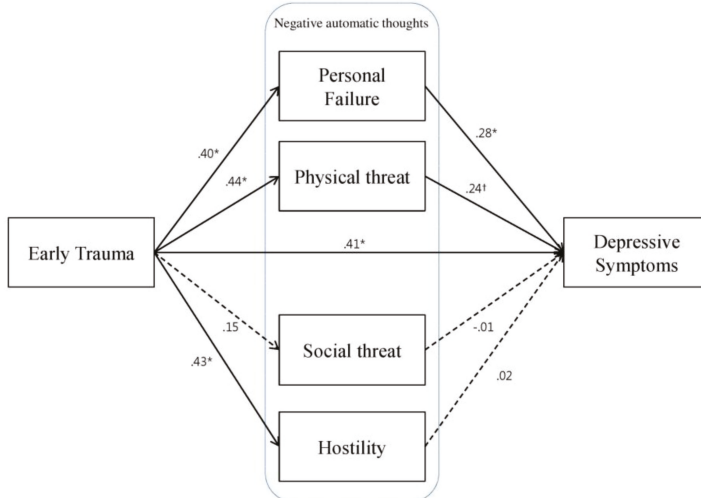 Negative automatic thoughts
Personal
Failure
.40*
.28*
.44*
Physical threat
.24†
Early Trauma
.41*
Depressive
Symptoms
.15
Social threat
-.01
.43*
.02
Hostility